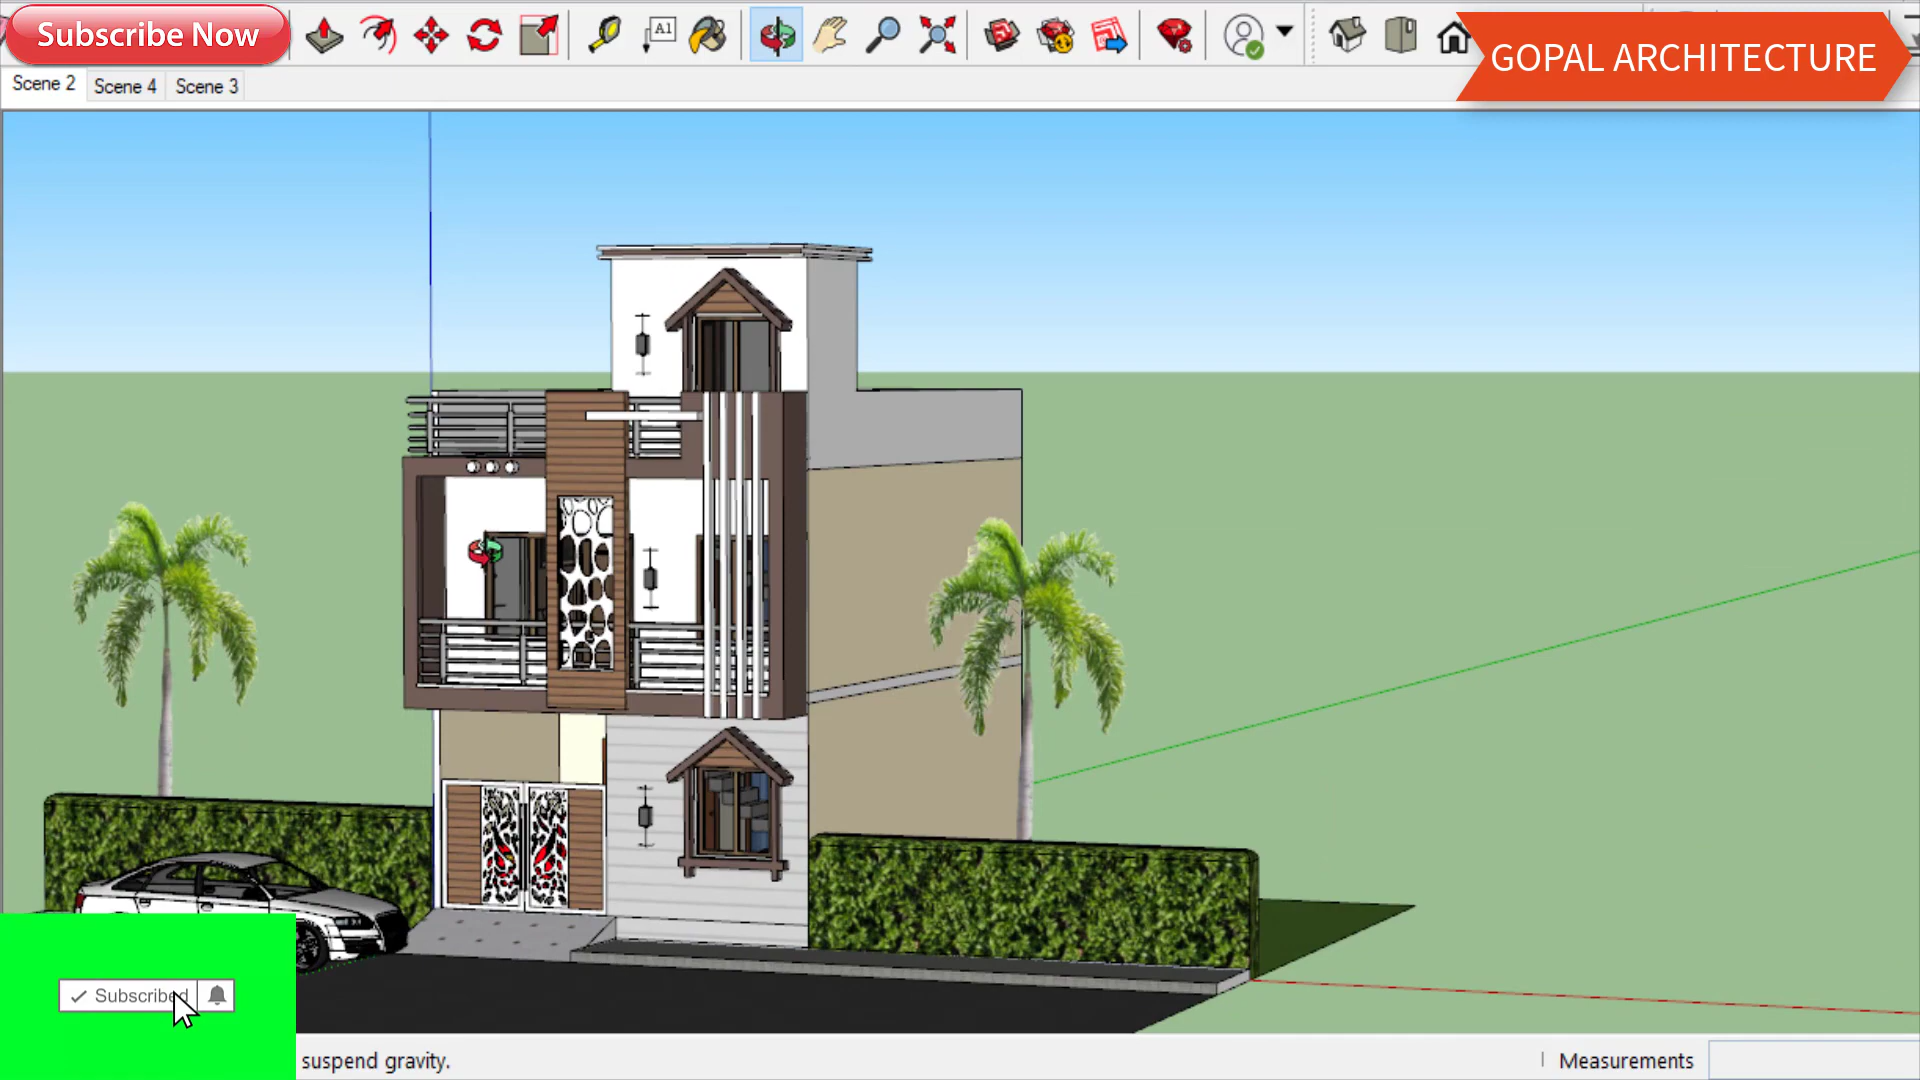 Subscribe Now
A1
GOPAL ARCHITECTURE
Scene 2
Scene 4
Scene 3
Subscribed
suspend gravity.
Measurements